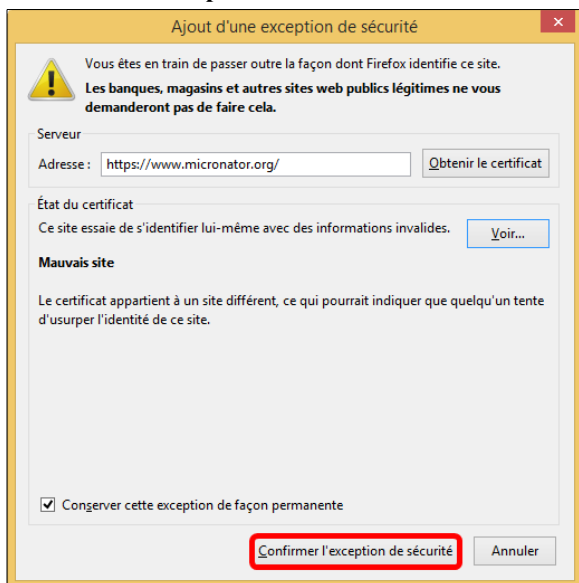 Ajout d'une exception de sécurité
Vous êtes en train de passer outre la façon dont Firefox identifie ce site.
Les banques, magasins et autres sites web publics légitimes ne vous
demanderont pas de faire cela.
Serveur
Adresse : https://www.micronator.org/ Obtenir le certificat
État du certificat
Ce site essaie de s'identifier lui-même avec des informations invalides. Voir...
Mauvais site
Le certificat appartient à un site différent, ce qui pourrait indiquer que quelqu'un tente
d'usurper l'identité de ce site.
Conserver cette exception de façon permanente
Confirmer l'exception de sécurité Annuler